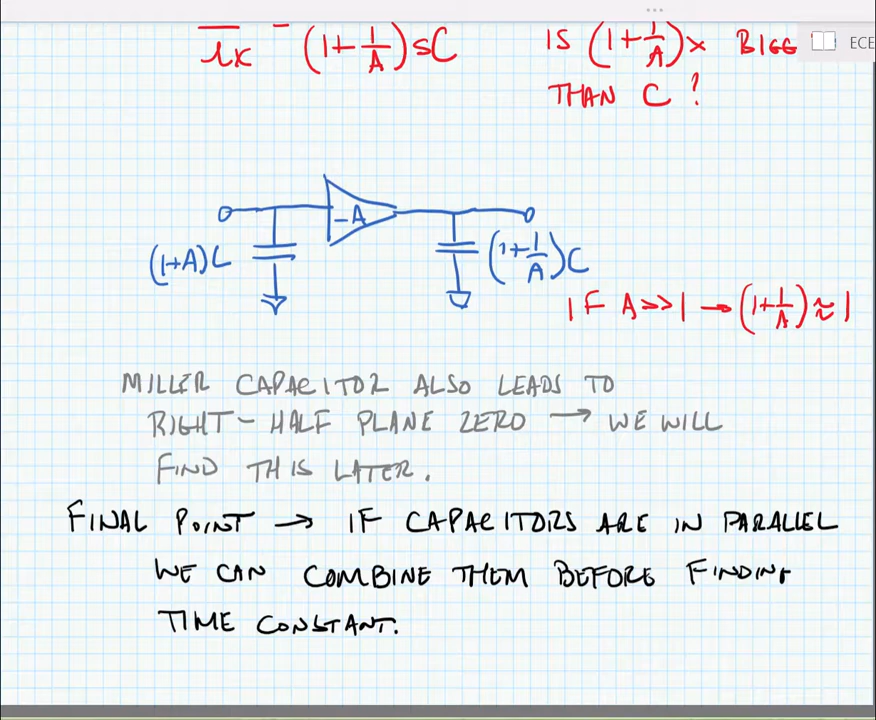 ix = (1+1/A)sC
IS (1+1/A)x BIGG
THAN C ?
ECE
-A
(1+A)C
(1+1/A)C
IF A>>1 → (1+1/A) ≈ 1
MILLER CAPACITOR ALSO LEADS TO
RIGHT-HALF PLANE ZERO → WE WILL
FIND THIS LATER.
FINAL POINT → IF CAPACITORS ARE IN PARALLEL
WE CAN COMBINE THEM BEFORE FINDING
TIME CONSTANT.